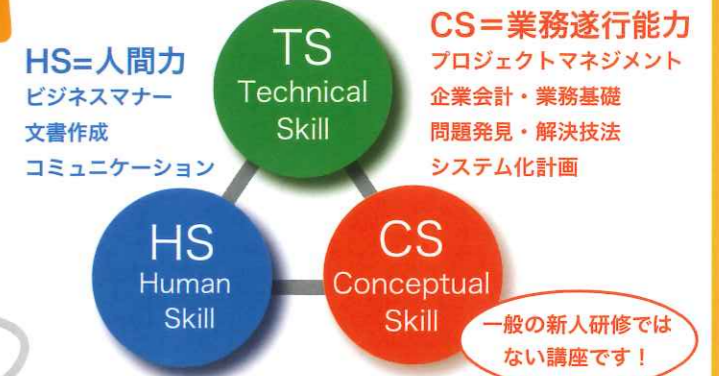 HS=人間力
ビジネスマナー
文書作成
コミュニケーション
TS
Technical
Skill
CS=業務遂行能力
プロジェクトマネジメント
企業会計・業務基礎
問題発見・解決技法
システム化計画
HS
Human
Skill
CS
Conceptual
Skill
一般の新人研修では
ない講座です!